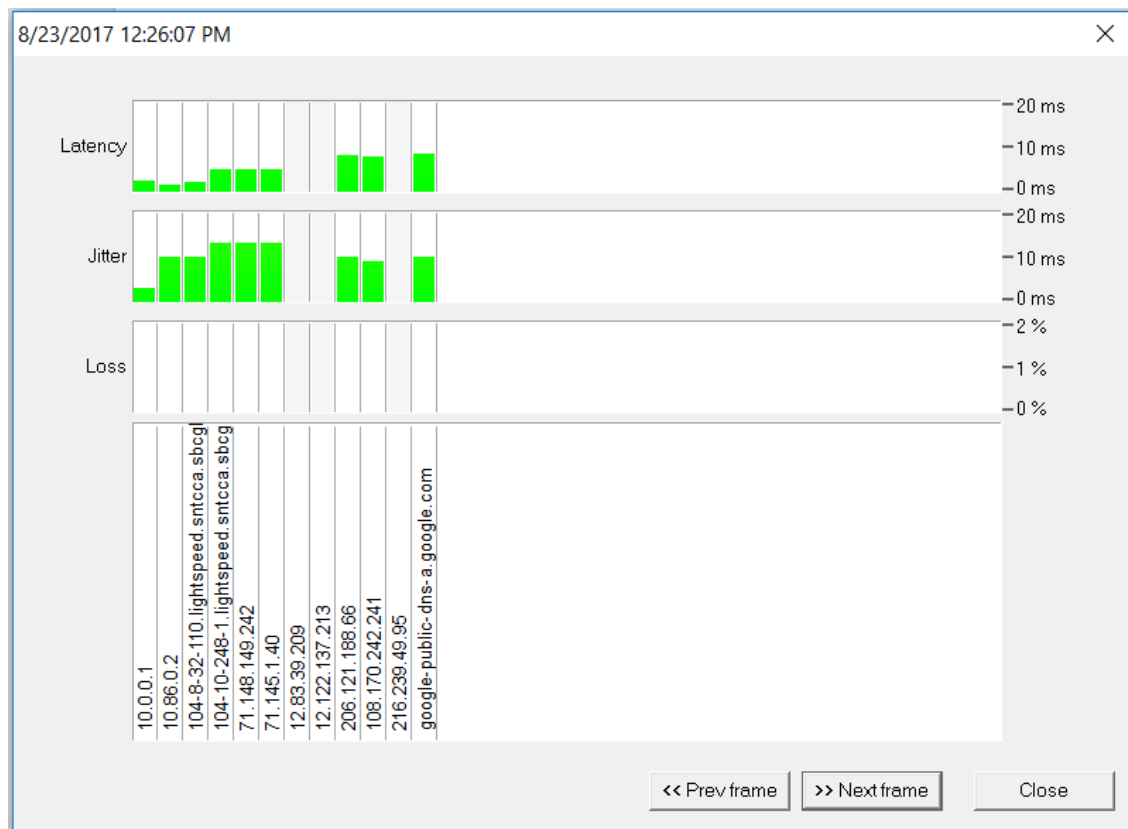 8/23/2017 12:26:07 PM
Latency
20 ms
10 ms
0 ms
Jitter
20 ms
10 ms
0 ms
Loss
2 %
1 %
0 %
10.0.0.1
10.86.0.2
104-8-32-110.lightspeed.sntcca.sbcgl
104-10-248-1.lightspeed.sntcca.sbcg
71.148.149.242
71.145.1.40
12.83.39.209
12.122.137.213
206.121.188.66
108.170.242.241
216.239.49.95
google-public-dns-a.google.com
<< Prev frame
>> Next frame
Close